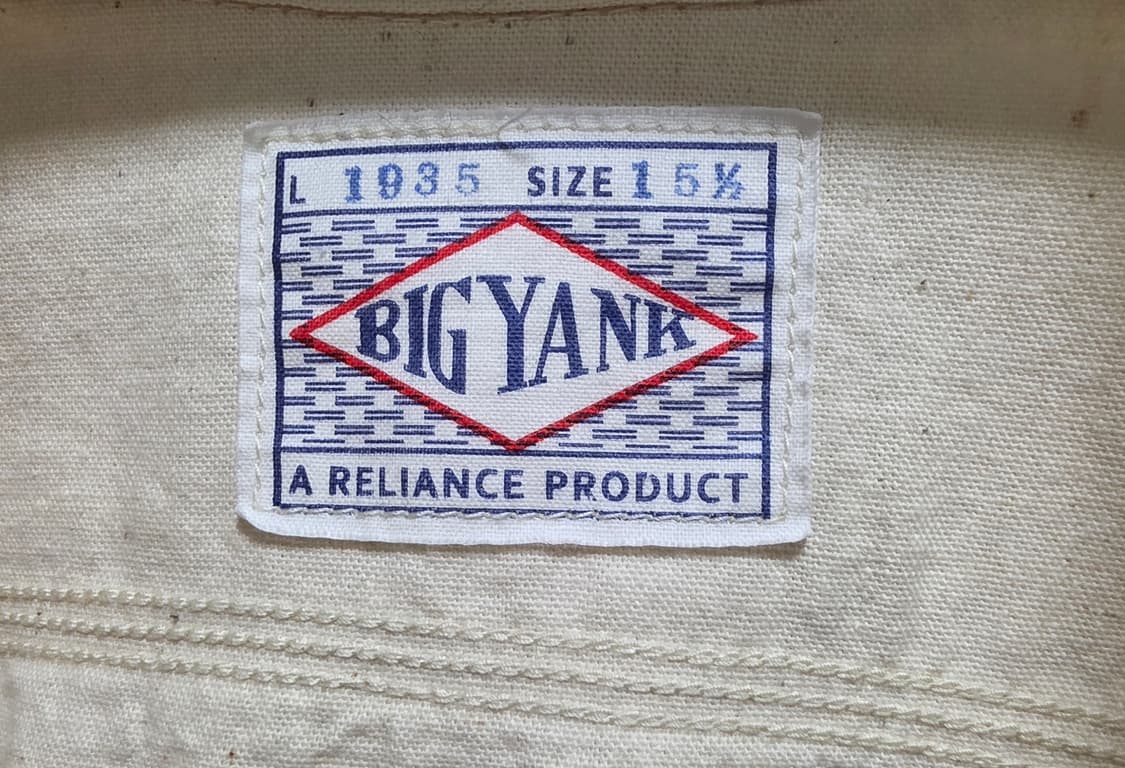 L 1935 SIZE 15½
BIG YANK
A RELIANCE PRODUCT